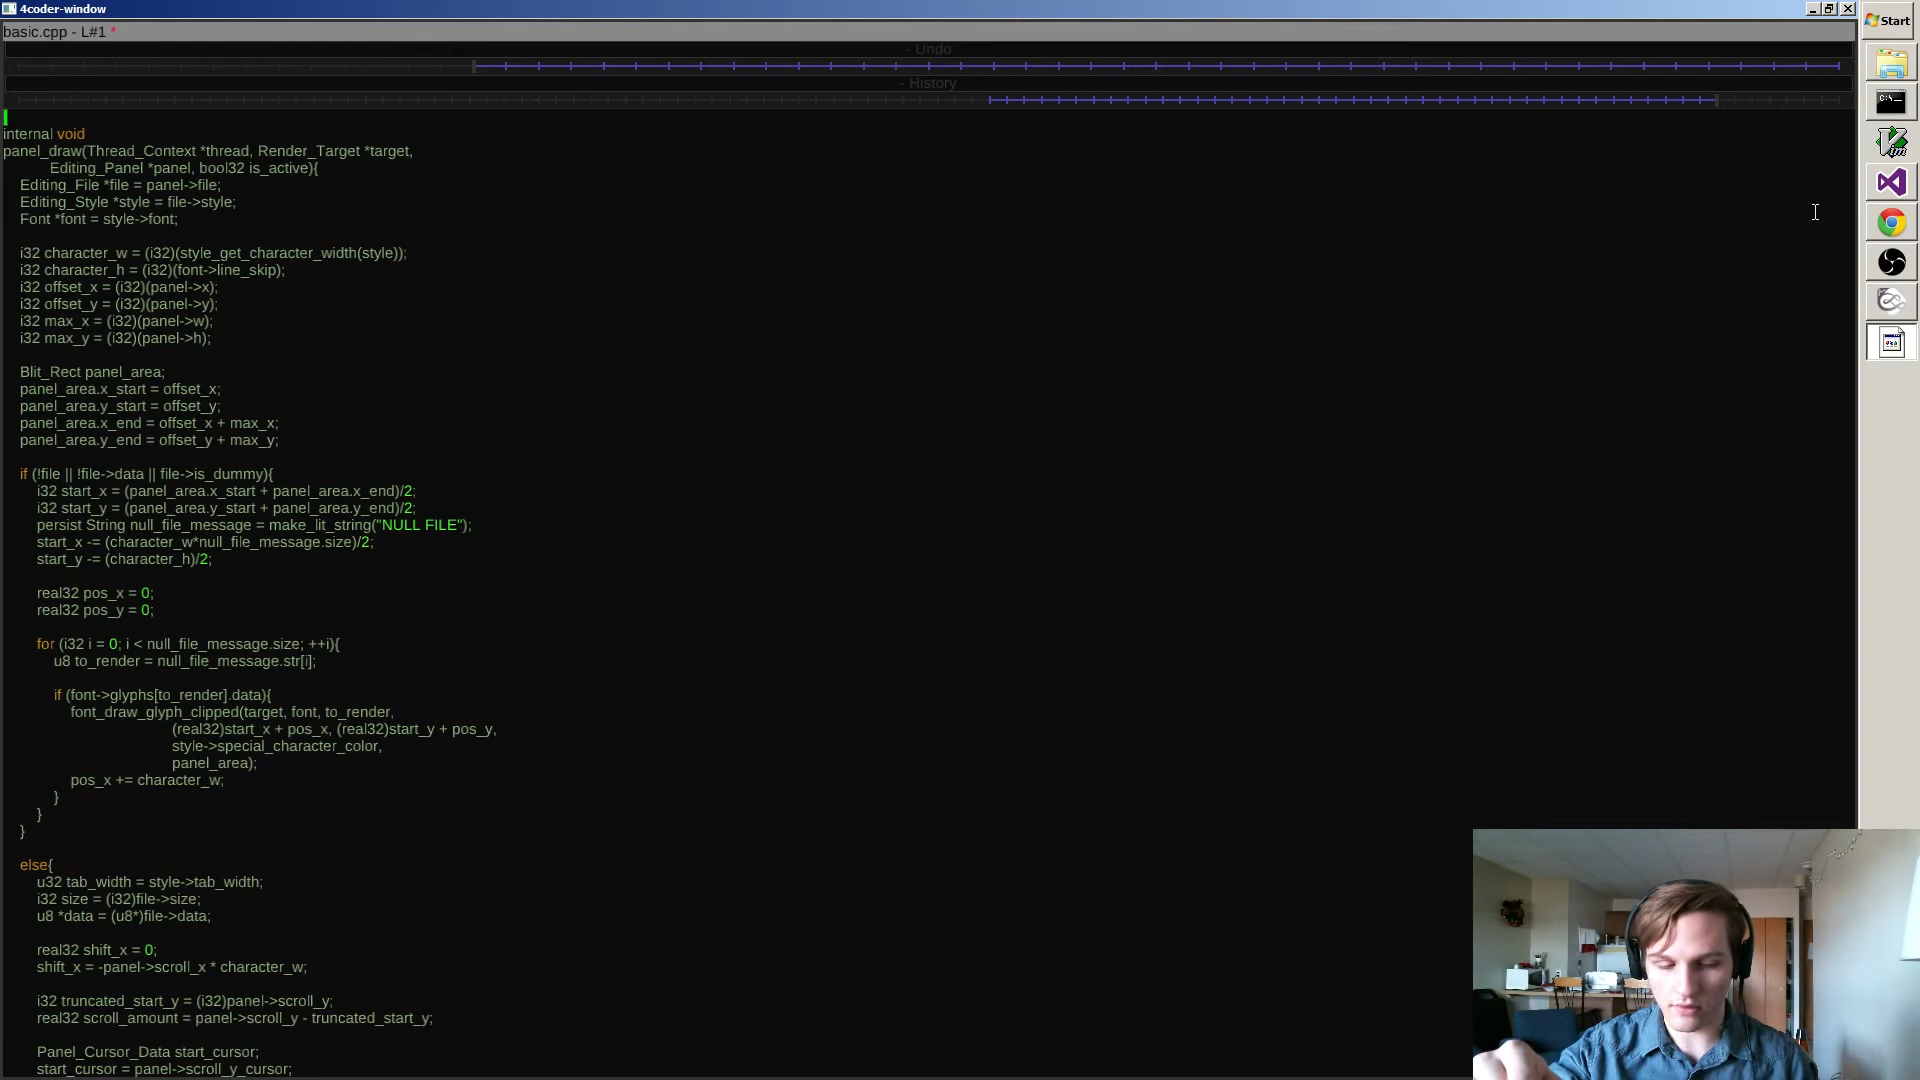 4coder-window
Start
basic.cpp - L#1 *
- Undo
- History
internal void
panel_draw(Thread_Context *thread, Render_Target *target,
Editing_Panel *panel, bool32 is_active){
Editing_File *file = panel->file;
Editing_Style *style = file->style;
Font *font = style->font;
i32 character_w = (i32)(style_get_character_width(style));
i32 character_h = (i32)(font->line_skip);
i32 offset_x = (i32)(panel->x);
i32 offset_y = (i32)(panel->y);
i32 max_x = (i32)(panel->w);
i32 max_y = (i32)(panel->h);
Blit_Rect panel_area;
panel_area.x_start = offset_x;
panel_area.y_start = offset_y;
panel_area.x_end = offset_x + max_x;
panel_area.y_end = offset_y + max_y;
if (!file || !file->data || file->is_dummy){
i32 start_x = (panel_area.x_start + panel_area.x_end)/2;
i32 start_y = (panel_area.y_start + panel_area.y_end)/2;
persist String null_file_message = make_lit_string("NULL FILE");
start_x -= (character_w*null_file_message.size)/2;
start_y -= (character_h)/2;
real32 pos_x = 0;
real32 pos_y = 0;
for (i32 i = 0; i < null_file_message.size; ++i){
u8 to_render = null_file_message.str[i];
if (font->glyphs[to_render].data){
font_draw_glyph_clipped(target, font, to_render,
(real32)start_x + pos_x, (real32)start_y + pos_y,
style->special_character_color,
panel_area);
pos_x += character_w;
}
}
}
else{
u32 tab_width = style->tab_width;
i32 size = (i32)file->size;
u8 *data = (u8*)file->data;
real32 shift_x = 0;
shift_x = -panel->scroll_x * character_w;
i32 truncated_start_y = (i32)panel->scroll_y;
real32 scroll_amount = panel->scroll_y - truncated_start_y;
Panel_Cursor_Data start_cursor;
start_cursor = panel->scroll_y_cursor;